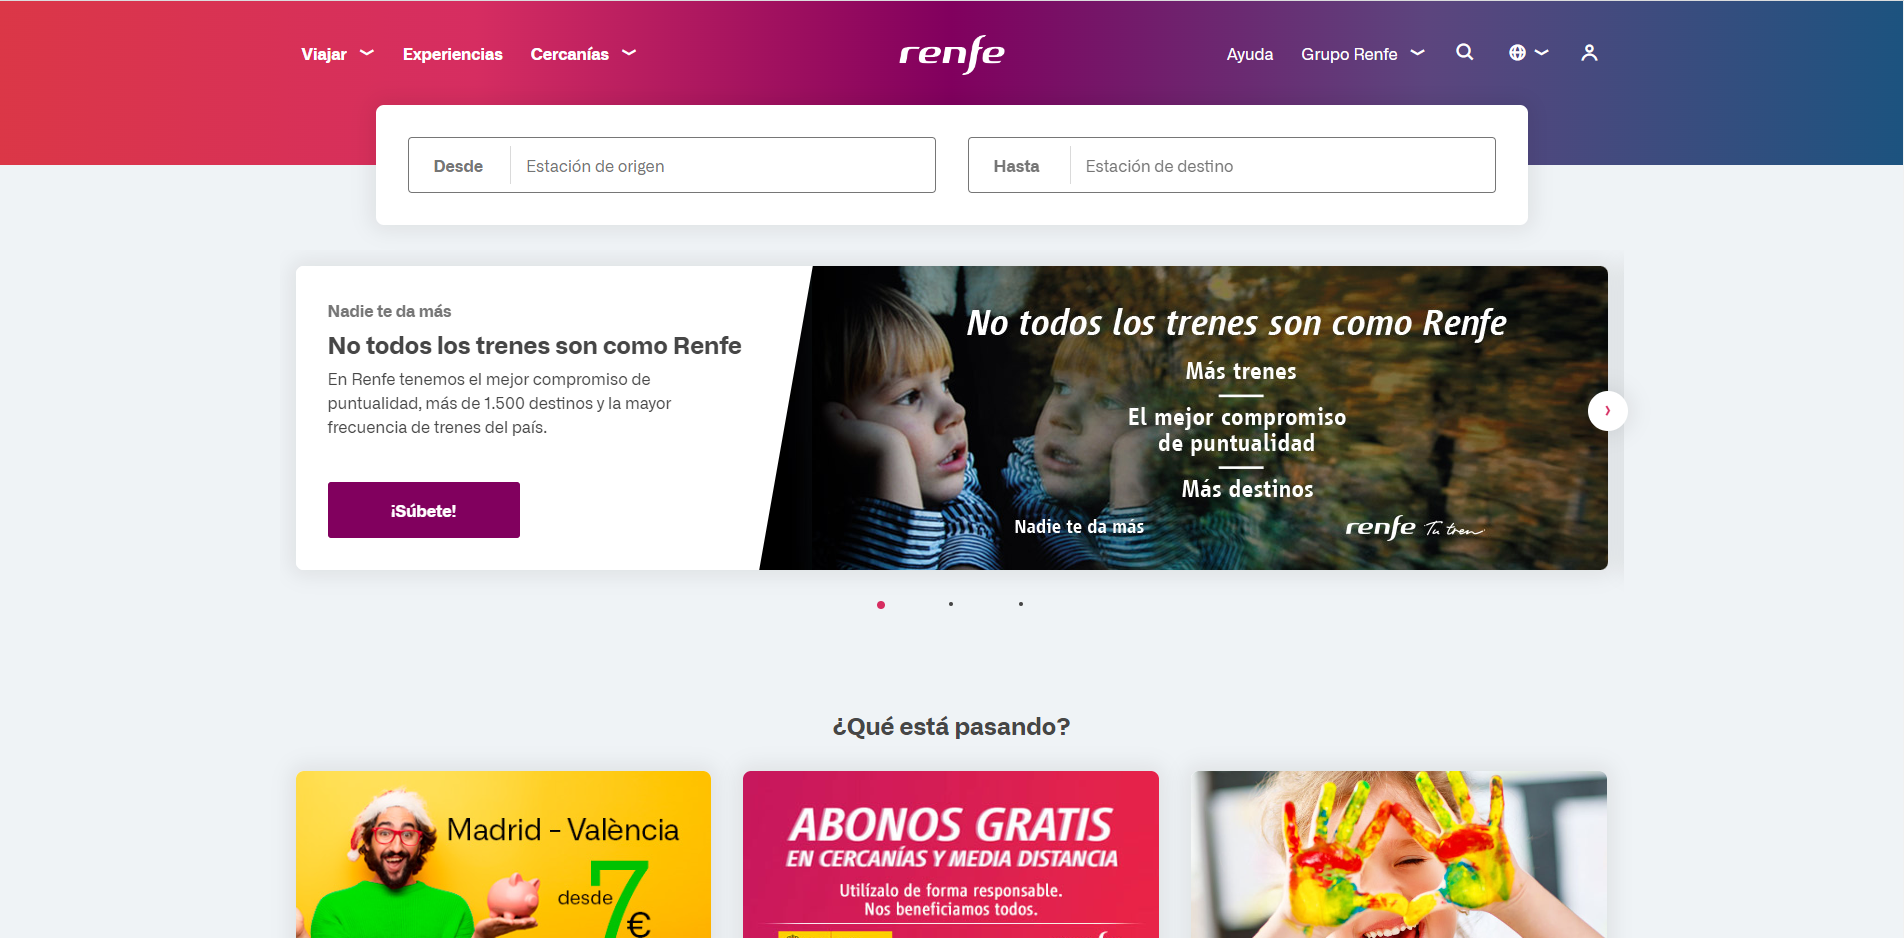 Viajar Experiencias Cercanías renfe Ayuda Grupo Renfe
Desde Estación de origen Hasta Estación de destino
Nadie te da más
No todos los trenes son como Renfe
En Renfe tenemos el mejor compromiso de
puntualidad, más de 1.500 destinos y la mayor
frecuencia de trenes del país.
¡Súbete!
No todos los trenes son como Renfe
Más trenes
El mejor compromiso
de puntualidad
Más destinos
Nadie te da más renfe Tu tren
¿Qué está pasando?
Madrid - València
desde 7€
ABONOS GRATIS
EN CERCANÍAS Y MEDIA DISTANCIA
Utilízalo de forma responsable.
Nos beneficiamos todos.